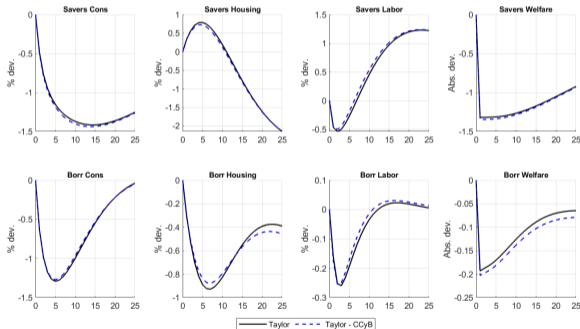 Savers Cons
Savers Housing
Savers Labor
Savers Welfare
% dev.
0
-0.5
-1
-1.5
0 5 10 15 20 25
% dev.
1
0.5
0
-0.5
-1
-1.5
-2
0 5 10 15 20 25
% dev.
1.5
1
0.5
0
-0.5
0 5 10 15 20 25
Abs. dev.
0
-0.5
-1
-1.5
0 5 10 15 20 25
Borr Cons
Borr Housing
Borr Labor
Borr Welfare
% dev.
0
-0.5
-1
-1.5
0 5 10 15 20 25
% dev.
0
-0.2
-0.4
-0.6
-0.8
-1
0 5 10 15 20 25
% dev.
0.1
0
-0.1
-0.2
-0.3
0 5 10 15 20 25
Abs. dev.
0
-0.05
-0.1
-0.15
-0.2
-0.25
0 5 10 15 20 25
Taylor
Taylor - CCyB